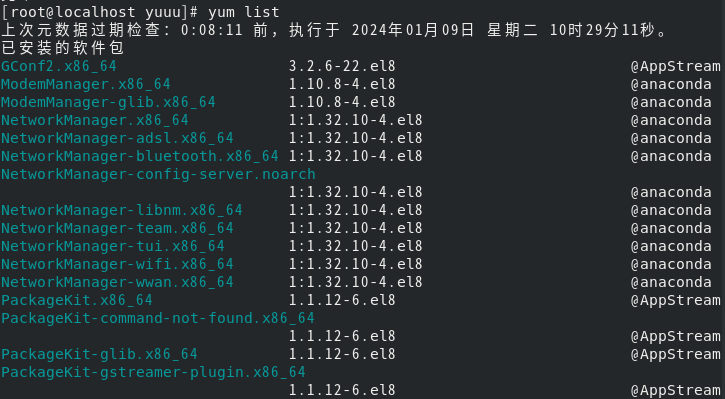 [root@localhost yuuu]# yum list
上次元数据过期检查：0:08:11 前，执行于 2024年01月09日 星期二 10时29分11秒。
已安装的软件包
GConf2.x86_64 3.2.6-22.el8 @AppStream
ModemManager.x86_64 1.10.8-4.el8 @anaconda
ModemManager-glib.x86_64 1.10.8-4.el8 @anaconda
NetworkManager.x86_64 1:1.32.10-4.el8 @anaconda
NetworkManager-adsl.x86_64 1:1.32.10-4.el8 @anaconda
NetworkManager-bluetooth.x86_64 1:1.32.10-4.el8 @anaconda
NetworkManager-config-server.noarch
1:1.32.10-4.el8 @anaconda
NetworkManager-libnm.x86_64 1:1.32.10-4.el8 @anaconda
NetworkManager-team.x86_64 1:1.32.10-4.el8 @anaconda
NetworkManager-tui.x86_64 1:1.32.10-4.el8 @anaconda
NetworkManager-wifi.x86_64 1:1.32.10-4.el8 @anaconda
NetworkManager-wwan.x86_64 1:1.32.10-4.el8 @anaconda
PackageKit.x86_64 1.1.12-6.el8 @AppStream
PackageKit-command-not-found.x86_64
1.1.12-6.el8 @AppStream
PackageKit-glib.x86_64 1.1.12-6.el8 @AppStream
PackageKit-gstreamer-plugin.x86_64
1.1.12-6.el8 @AppStream